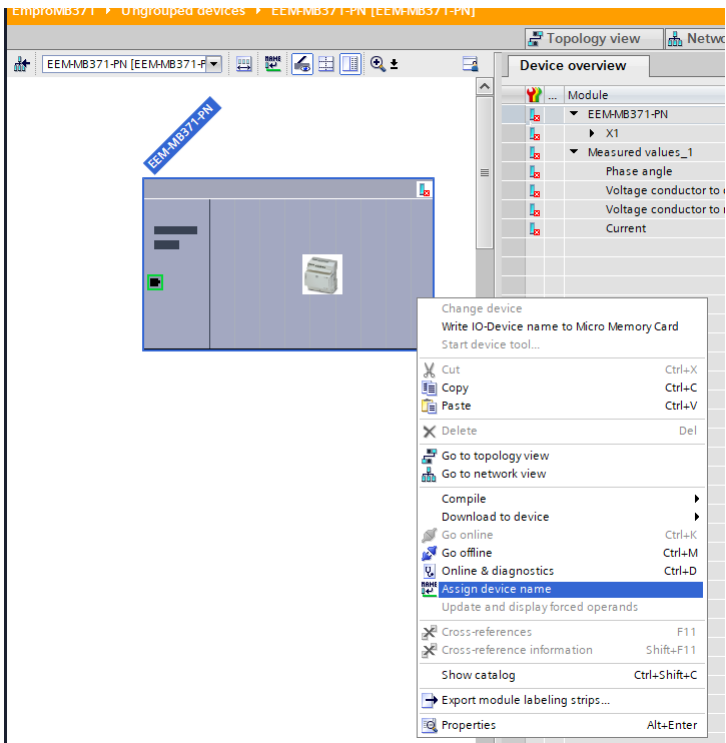 EmproMB371 ▸ Ungrouped devices ▸ EEM-MB371-PN [EEM-MB371-PN]
Topology view
Netwo
EEM-MB371-PN [EEM-MB371-P
Device overview
... Module
EEM-MB371-PN
X1
Measured values_1
Phase angle
Voltage conductor to
Voltage conductor to
Current
EEM-MB371-PN
Change device
Write IO-Device name to Micro Memory Card
Start device tool...
Cut Ctrl+X
Copy Ctrl+C
Paste Ctrl+V
Delete Del
Go to topology view
Go to network view
Compile
Download to device
Go online Ctrl+K
Go offline Ctrl+M
Online & diagnostics Ctrl+D
Assign device name
Update and display forced operands
Cross-references F11
Cross-reference information Shift+F11
Show catalog Ctrl+Shift+C
Export module labeling strips...
Properties Alt+Enter